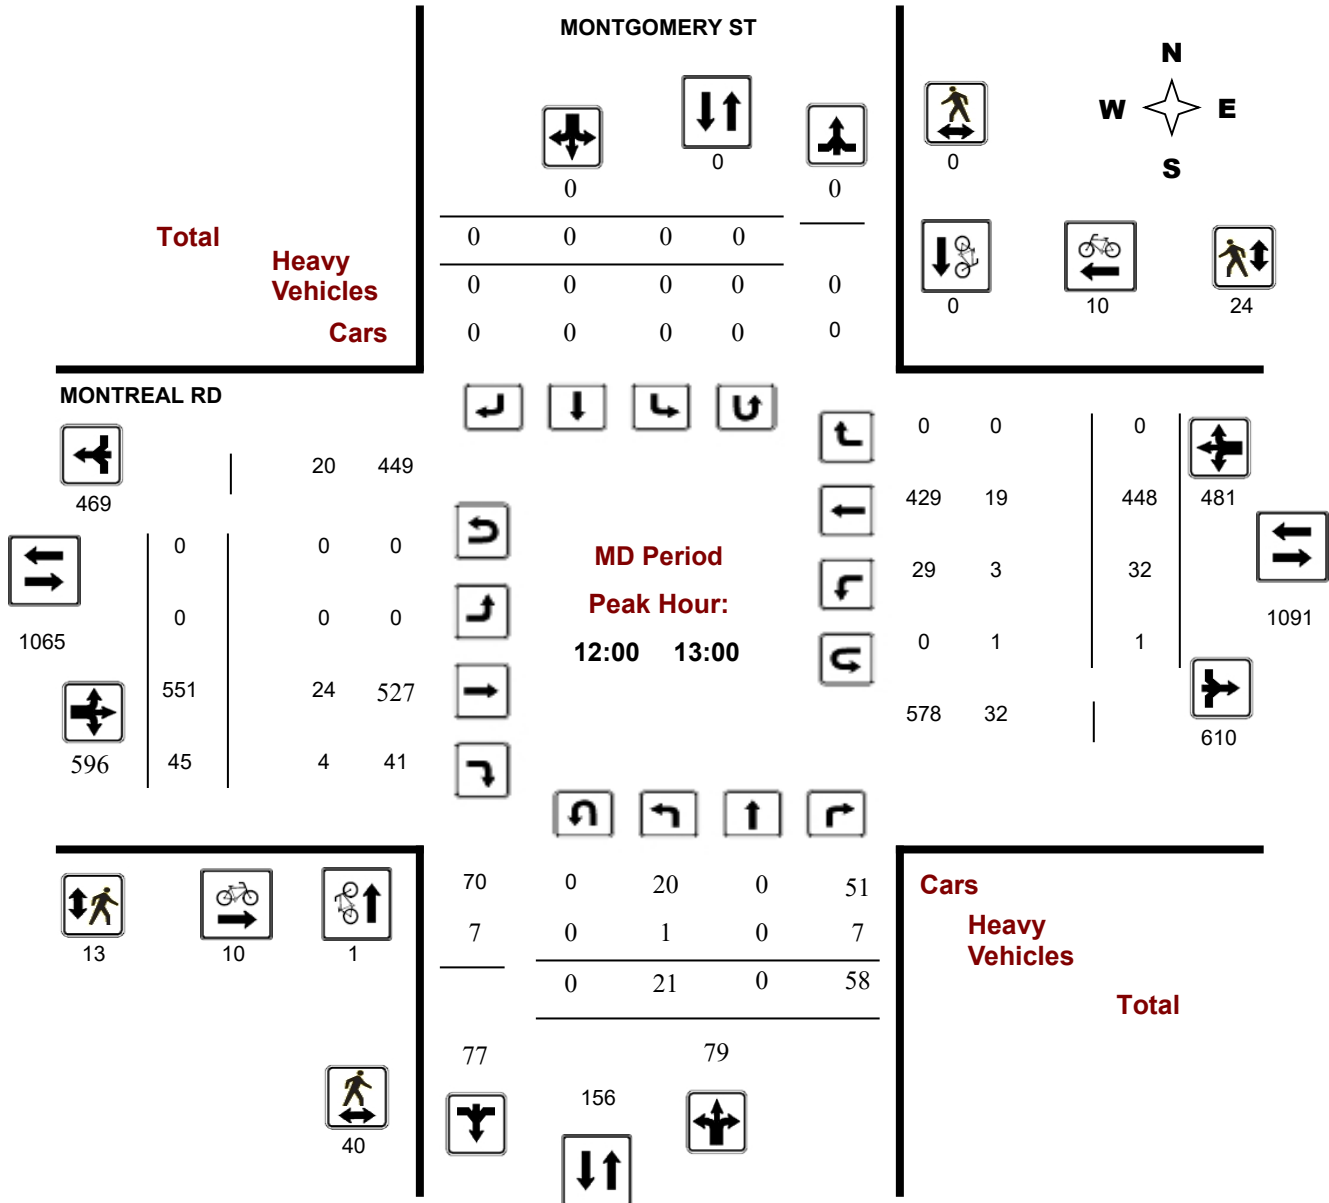 MONTGOMERY ST
N
W E
S
0
0
0 0
0
Total
0 0 0 0
0 10 24
Heavy
Vehicles
0 0 0 0 0
Cars
0 0 0 0 0
MONTREAL RD
20 449
469
0 0 0
0 0 0
1065
551 24 527
596 45 4 41
MD Period
Peak Hour:
12:00 13:00
0 0 0
429 19 448 481
29 3 32
1091
0 1 1
578 32
610
13 10 1
40
70 0 20 0 51
7 0 1 0 7
0 21 0 58
77 79
156
Cars
Heavy
Vehicles
Total